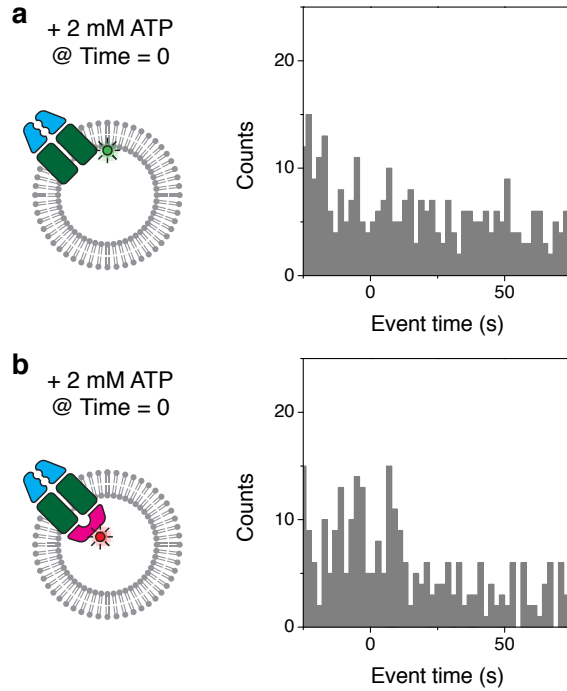 a
+ 2 mM ATP
@ Time = 0
20
10
0
Counts
0
50
Event time (s)
b
+ 2 mM ATP
@ Time = 0
20
10
0
Counts
0
50
Event time (s)